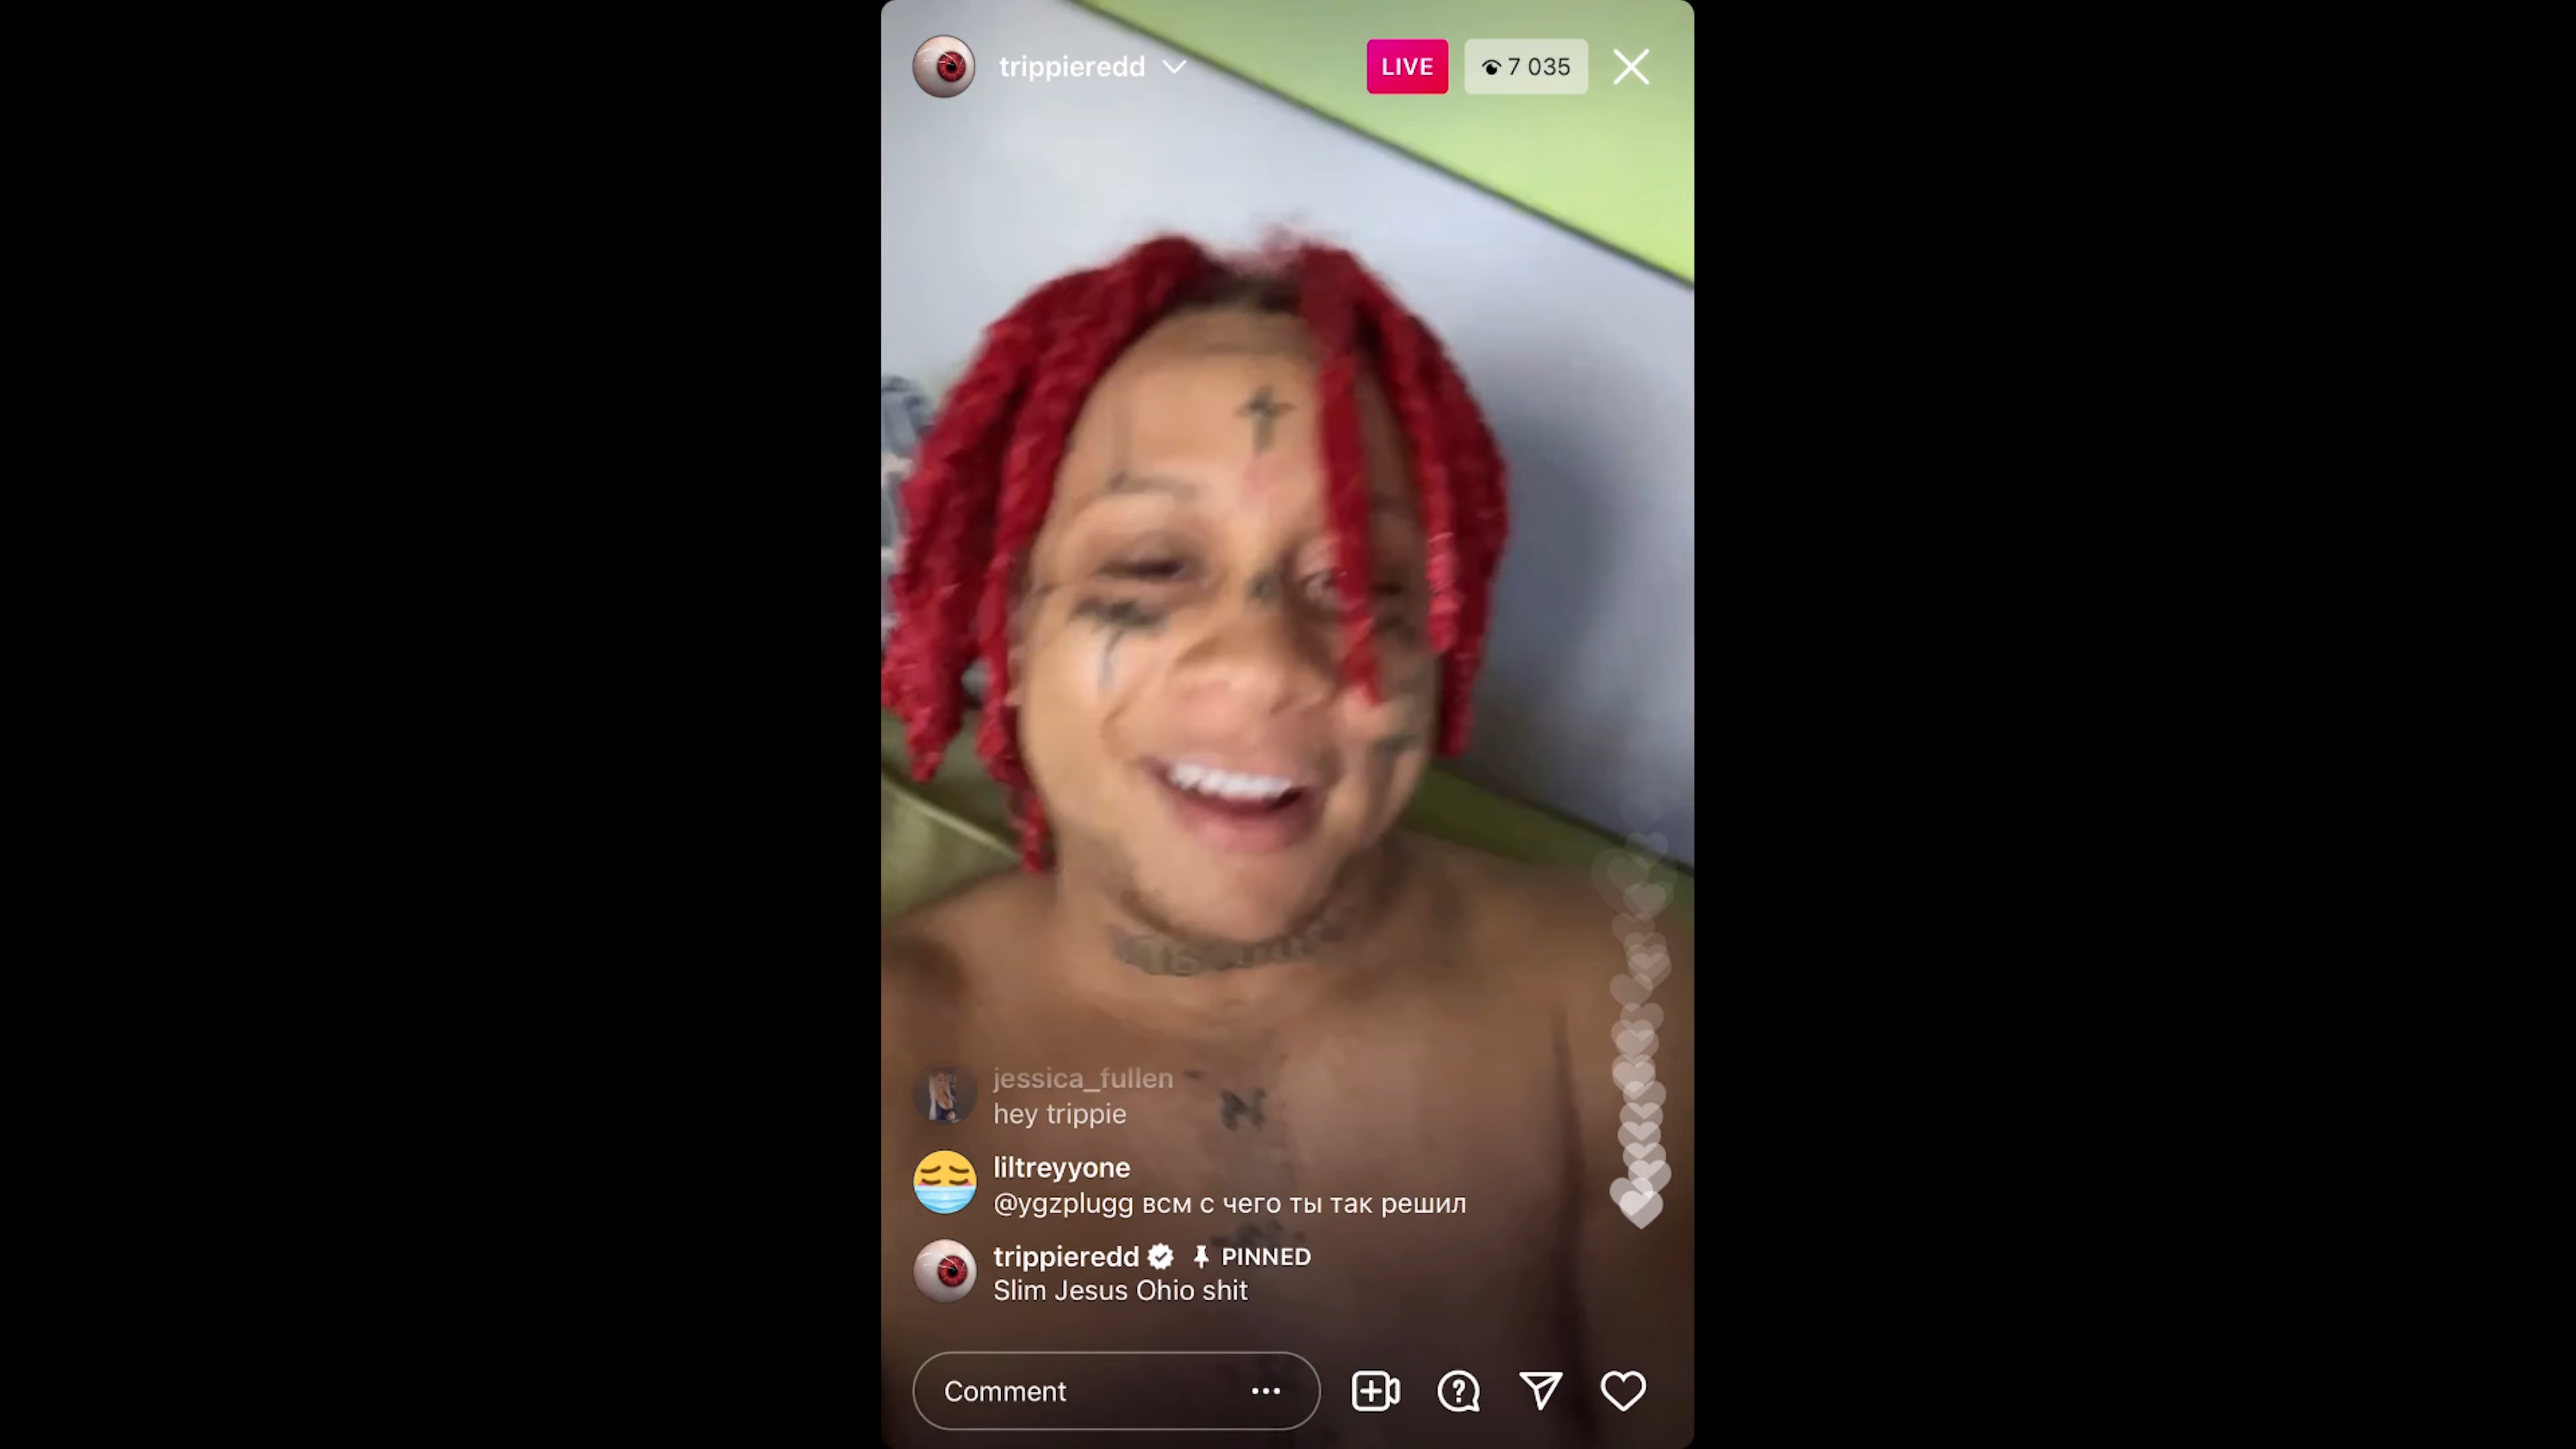 trippieredd
LIVE
7 035
jessica_fullen
hey trippie
liltreyyone
@ygzplugg всм с чего ты так решил
trippieredd PINNED
Slim Jesus Ohio shit
Comment